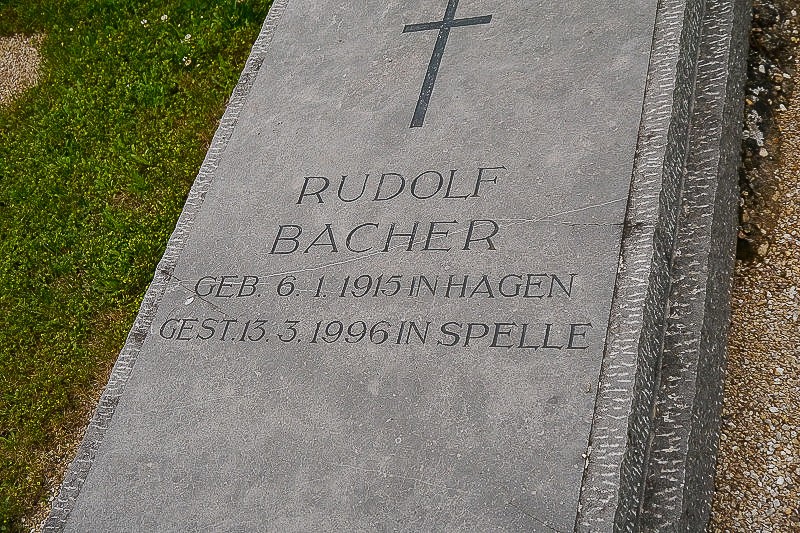 RUDOLF
BACHER
GEB. 6. 1. 1915 IN HAGEN
GEST. 13. 3. 1996 IN SPELLE